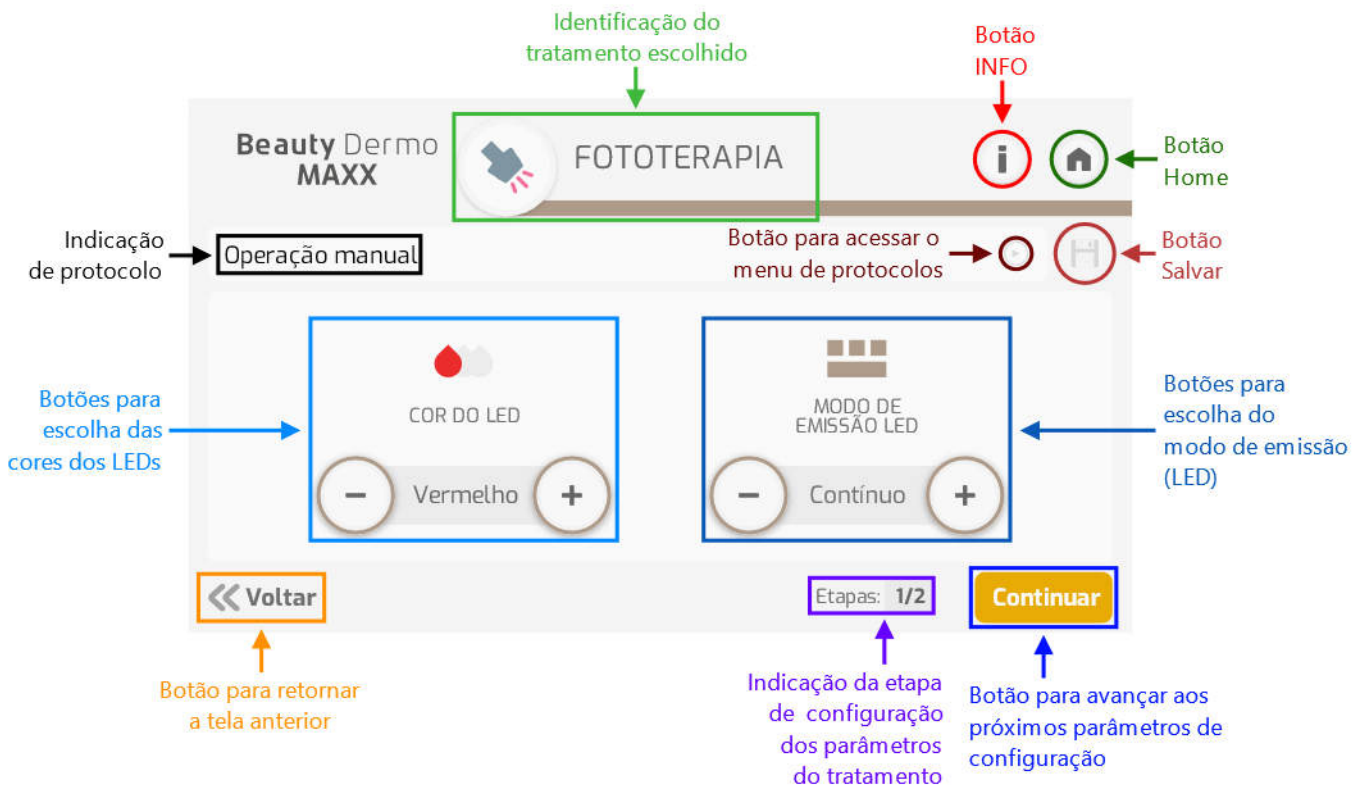 Identificação do
tratamento escolhido
Botão
INFO
Beauty Dermo
MAXX
FOTOTERAPIA
i
Botão
Home
Indicação
de protocolo
Operação manual
Botão para acessar o
menu de protocolos
Botão
Salvar
Botões para
escolha das
cores dos LEDs
COR DO LED
− Vermelho +
MODO DE
EMISSÃO LED
− Contínuo +
Botões para
escolha do
modo de emissão
(LED)
Voltar
Etapas: 1/2
Continuar
Botão para retornar
a tela anterior
Indicação da etapa
de configuração
dos parâmetros
do tratamento
Botão para avançar aos
próximos parâmetros de
configuração